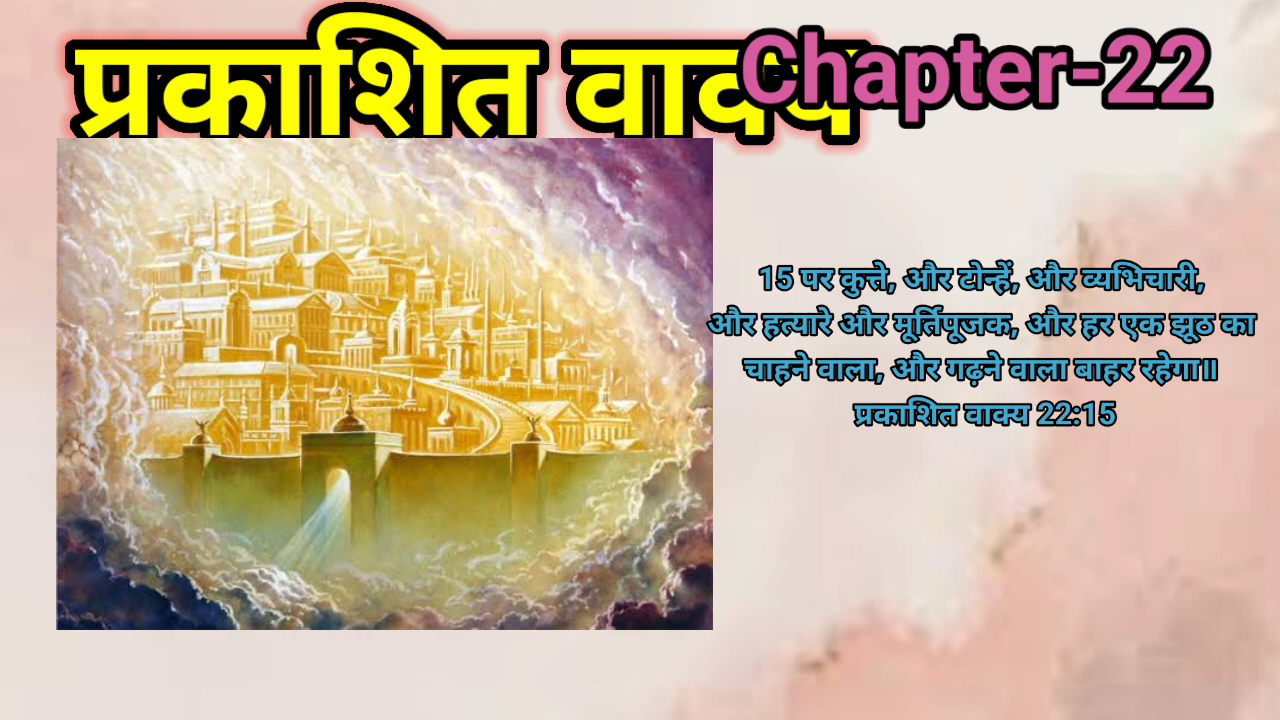 प्रकाशित वाक्य Chapter-22
15 पर कुत्ते, और टोन्हें, और व्यभिचारी,
और हत्यारे और मूर्तिपूजक, और हर एक झूठ का
चाहने वाला, और गढ़ने वाला बाहर रहेगा॥
प्रकाशित वाक्य 22:15